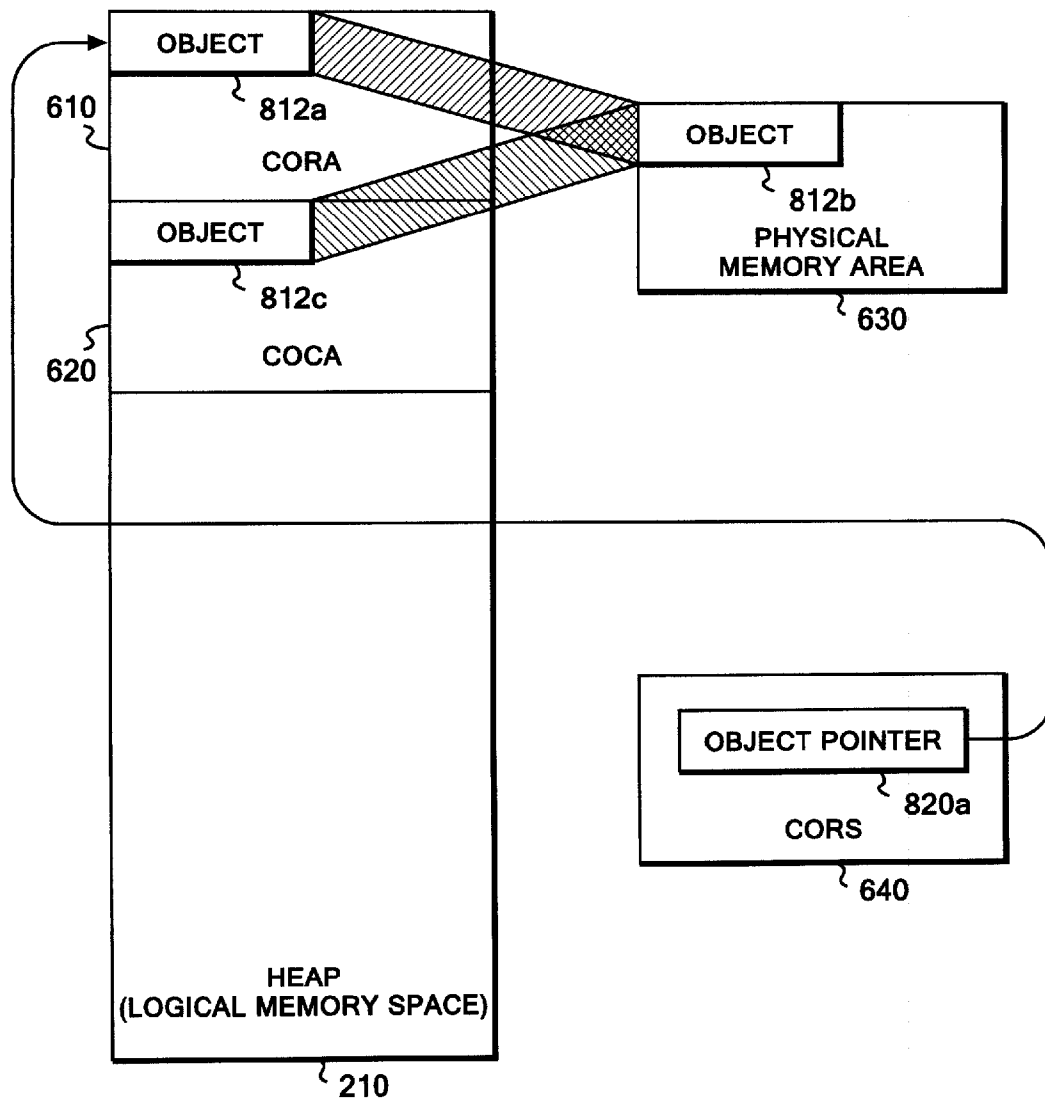 OBJECT
812a
610
CORA
OBJECT
812b
PHYSICAL
MEMORY AREA
630
OBJECT
812c
620
COCA
OBJECT POINTER
820a
CORS
640
HEAP
(LOGICAL MEMORY SPACE)
210